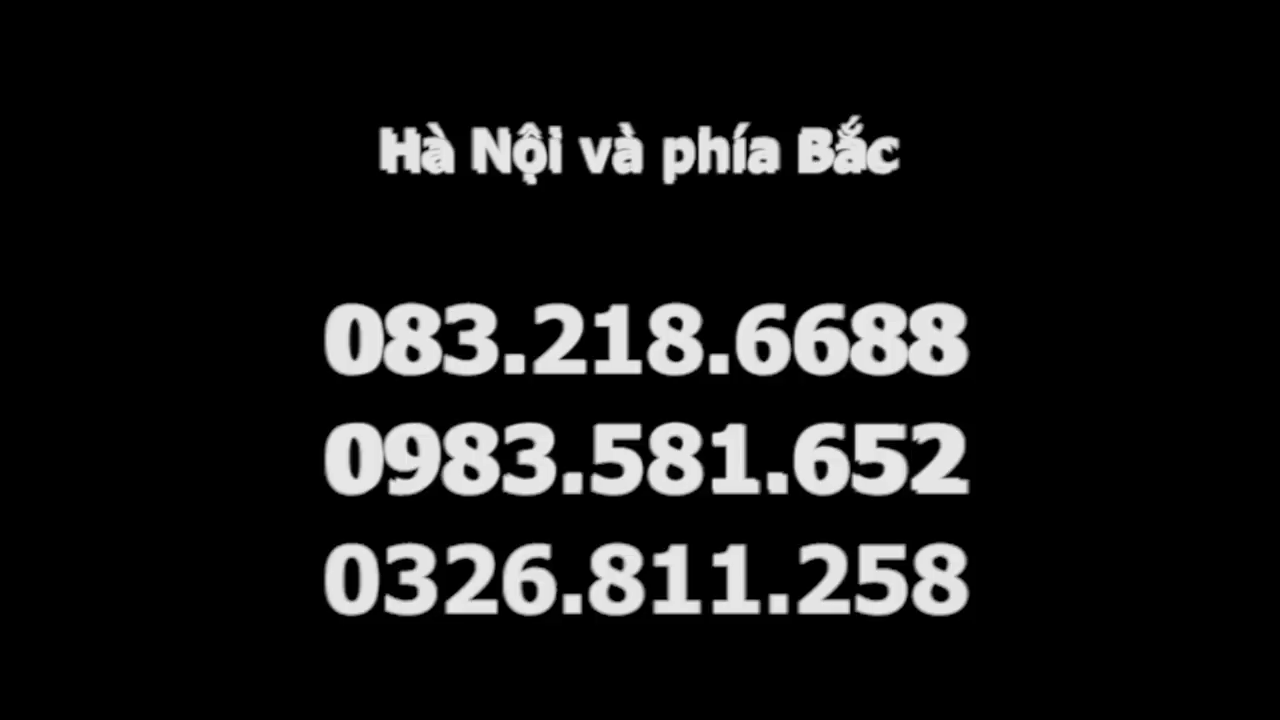 Hà Nội và phía Bắc
083.218.6688
0983.581.652
0326.811.258